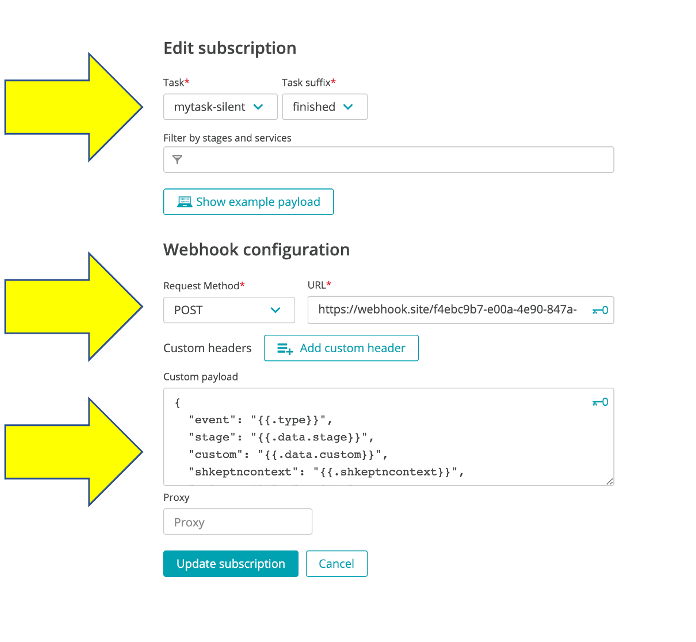 Edit subscription
Task* Task suffix*
mytask-silent finished
Filter by stages and services
Show example payload
Webhook configuration
Request Method* URL*
POST https://webhook.site/f4ebc9b7-e00a-4e90-847a-
Custom headers Add custom header
Custom payload
{
"event": "{{.type}}",
"stage": "{{.data.stage}}",
"custom": "{{.data.custom}}",
"shkeptncontext": "{{.shkeptncontext}}",
Proxy
Proxy
Update subscription Cancel